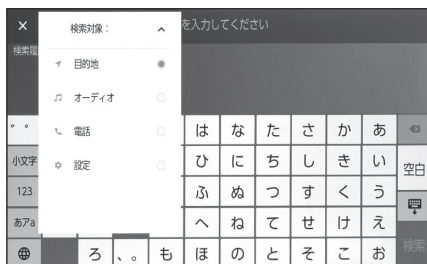 検索対象：
を入力してください
検索履
目的地
オーディオ
電話
設定
゛゜ は な た さ か あ
小文字 ひ に ち し き い 空白
123 ふ ぬ つ す く う
あ7a へ ね て せ け え
ろ 、。 も ほ の と そ こ お 検索